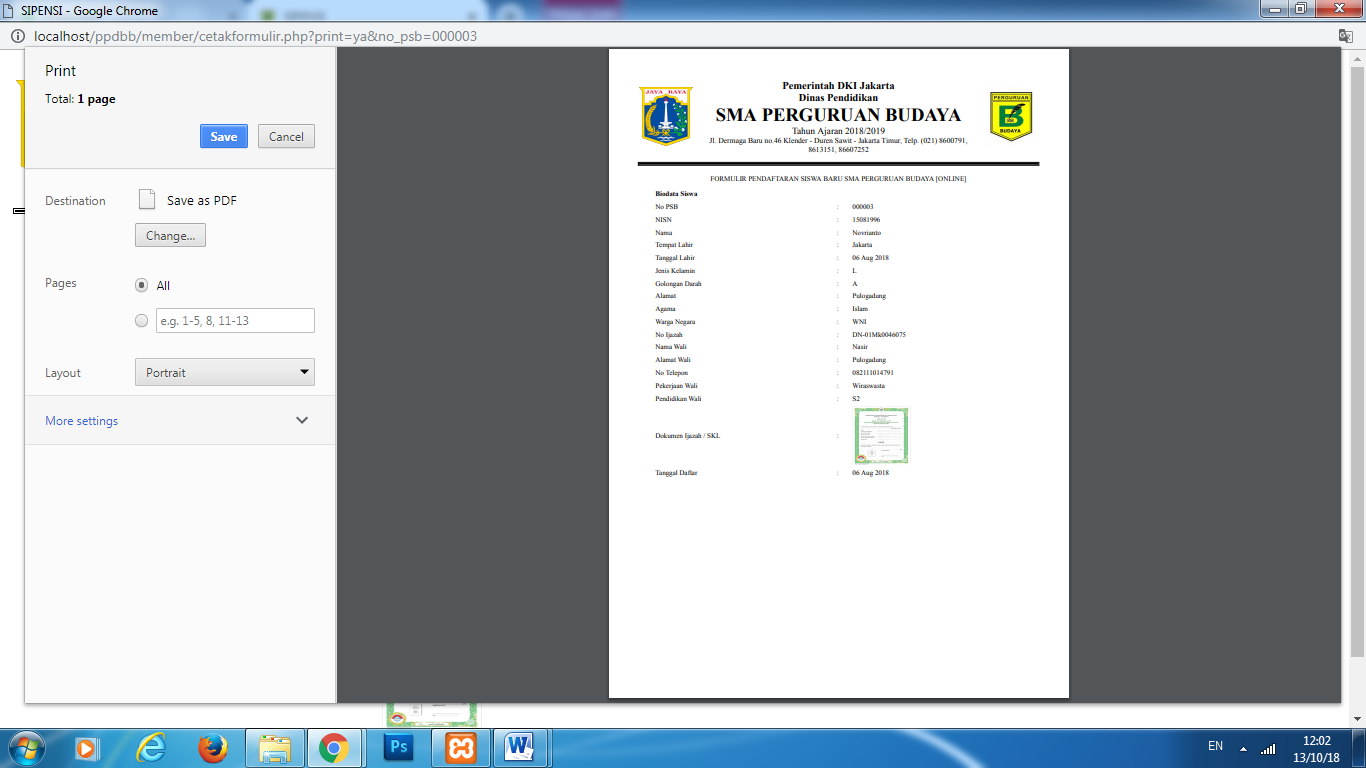 SIPENSI - Google Chrome
localhost/ppdbb/member/cetakformulir.php?print=ya&no_psb=000003
Print
Total: 1 page
Save
Cancel
Destination
Save as PDF
Change...
Pages
All
e.g. 1-5, 8, 11-13
Layout
Portrait
More settings
JAYA RAYA
Pemerintah DKI Jakarta
Dinas Pendidikan
SMA PERGURUAN BUDAYA
Tahun Ajaran 2018/2019
Jl. Dermaga Baru no.46 Klender - Duren Sawit - Jakarta Timur, Telp. (021) 8600791,
8613151, 86607252
PERGURUAN
B
BUDAYA
FORMULIR PENDAFTARAN SISWA BARU SMA PERGURUAN BUDAYA [ONLINE]
Biodata Siswa
No PSB : 000003
NISN : 15081996
Nama : Novrianto
Tempat Lahir : Jakarta
Tanggal Lahir : 06 Aug 2018
Jenis Kelamin : L
Golongan Darah : A
Alamat : Pulogadung
Agama : Islam
Warga Negara : WNI
No Ijazah : DN-01Mk0046075
Nama Wali : Nasir
Alamat Wali : Pulogadung
No Telepon : 082111014791
Pekerjaan Wali : Wiraswasta
Pendidikan Wali : S2
Dokumen Ijazah / SKL :
Tanggal Daftar : 06 Aug 2018
Ps
W
EN
12:02
13/10/18